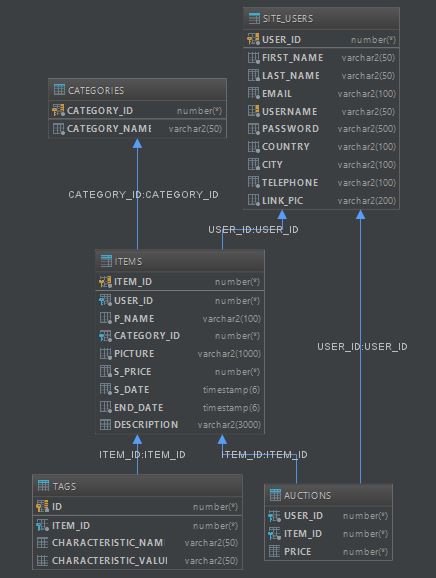 SITE_USERS
USER_ID number(*)
FIRST_NAME varchar2(50)
LAST_NAME varchar2(50)
EMAIL varchar2(100)
USERNAME varchar2(50)
PASSWORD varchar2(500)
COUNTRY varchar2(100)
CITY varchar2(100)
TELEPHONE varchar2(100)
LINK_PIC varchar2(200)
CATEGORIES
CATEGORY_ID number(*)
CATEGORY_NAME varchar2(50)
CATEGORY_ID:CATEGORY_ID
USER_ID:USER_ID
ITEMS
ITEM_ID number(*)
USER_ID number(*)
P_NAME varchar2(100)
CATEGORY_ID number(*)
PICTURE varchar2(1000)
S_PRICE number(*)
S_DATE timestamp(6)
END_DATE timestamp(6)
DESCRIPTION varchar2(3000)
USER_ID:USER_ID
ITEM_ID:ITEM_ID
ITEM_ID:ITEM_ID
TAGS
ID number(*)
ITEM_ID number(*)
CHARACTERISTIC_NAMI varchar2(50)
CHARACTERISTIC_VALUI varchar2(50)
AUCTIONS
USER_ID number(*)
ITEM_ID number(*)
PRICE number(*)